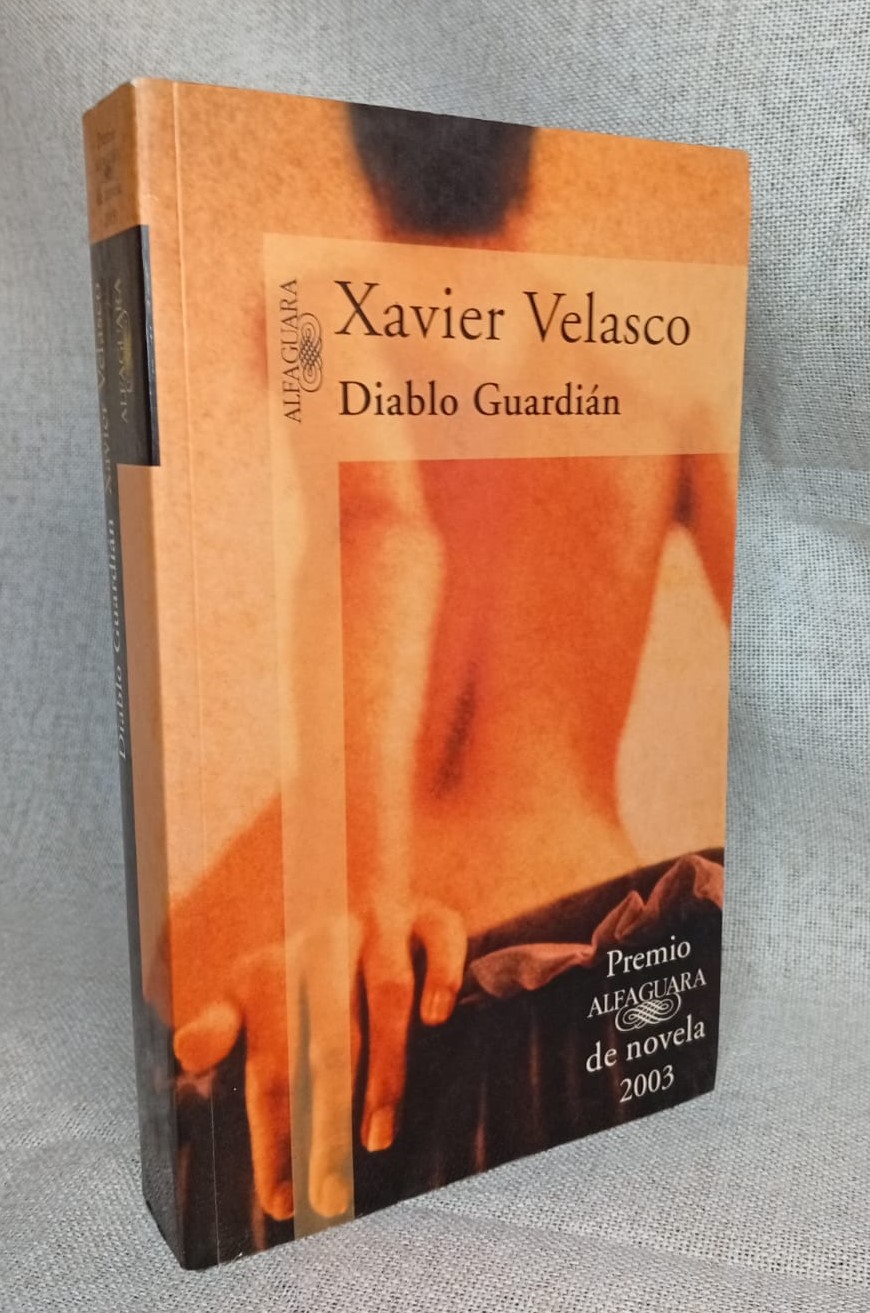 Xavier Velasco
Diablo Guardián
ALFAGUARA
Premio
ALFAGUARA
de novela
2003
Diablo Guardián Xavier Velasco
ALFAGUARA